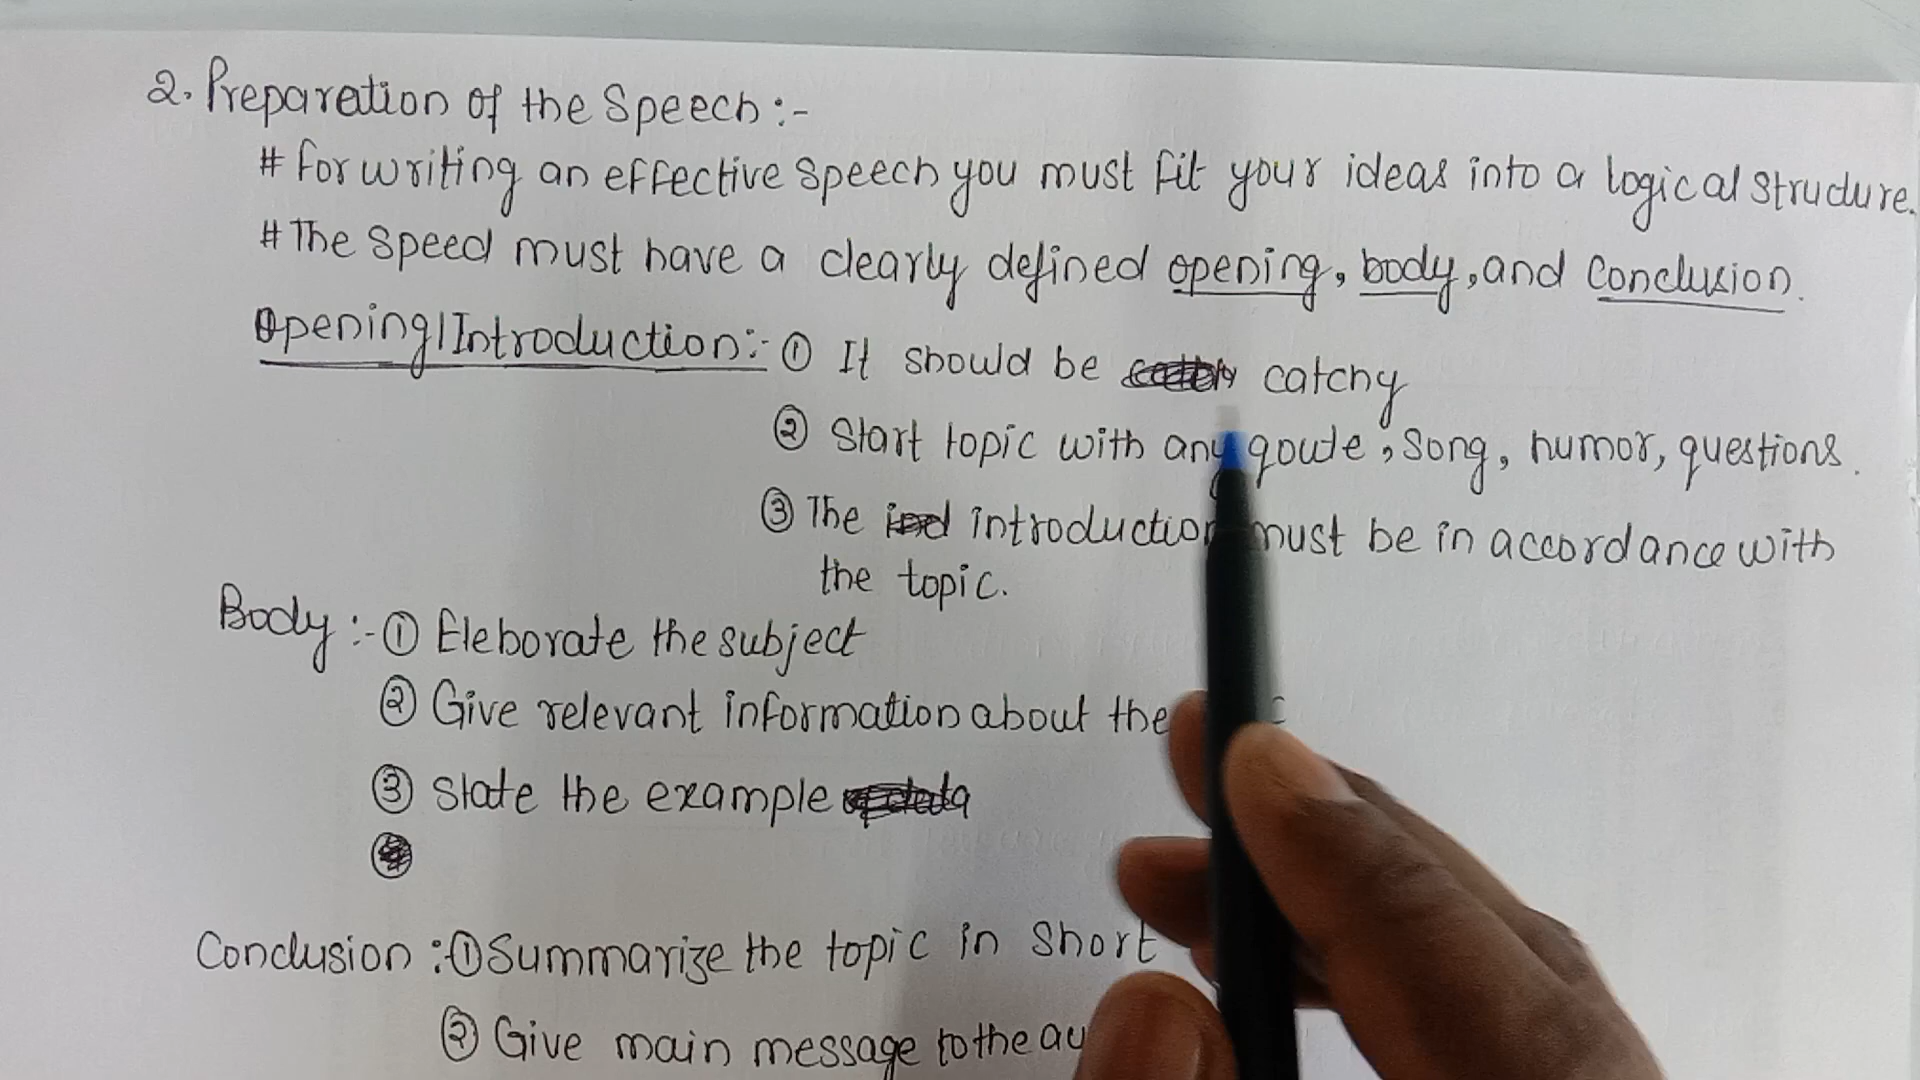 2. Preparation of the Speech:-
# For writing an effective speech you must fit your ideas into a logical structure.
# The Speed must have a clearly defined opening, body, and Conclusion.
Opening/Introduction:- ① It should be catchy
② Start topic with any qoute, Song, humor, questions.
③ The introduction must be in accordance with
the topic.
Body :- ① Eleborate the subject
② Give relevant information about the
③ State the example
Conclusion :- ① Summarize the topic in Short
② Give main message to the